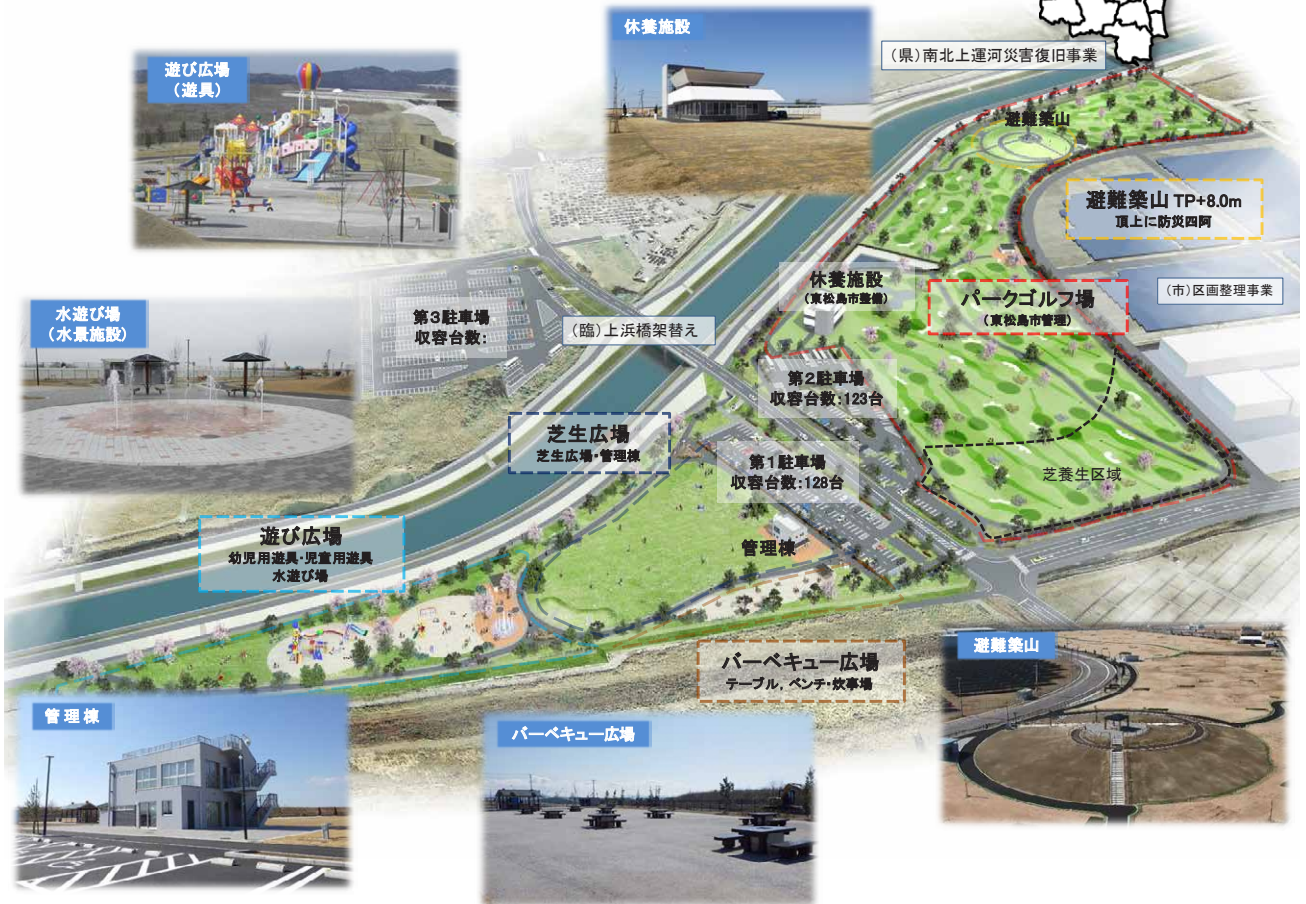 休養施設
(県)南北上運河災害復旧事業
遊び広場
(遊具)
避難築山
避難築山 TP+8.0m
頂上に防災四阿
休養施設
(東松島市整備)
パークゴルフ場
(東松島市管理)
(市)区画整理事業
水遊び場
(水景施設)
第3駐車場
収容台数:
(臨)上浜橋架替え
第2駐車場
収容台数:123台
芝生広場
芝生広場・管理棟
第1駐車場
収容台数:128台
芝養生区域
遊び広場
幼児用遊具・児童用遊具
水遊び場
管理棟
バーベキュー広場
テーブル，ベンチ・炊事場
避難築山
管理棟
バーベキュー広場